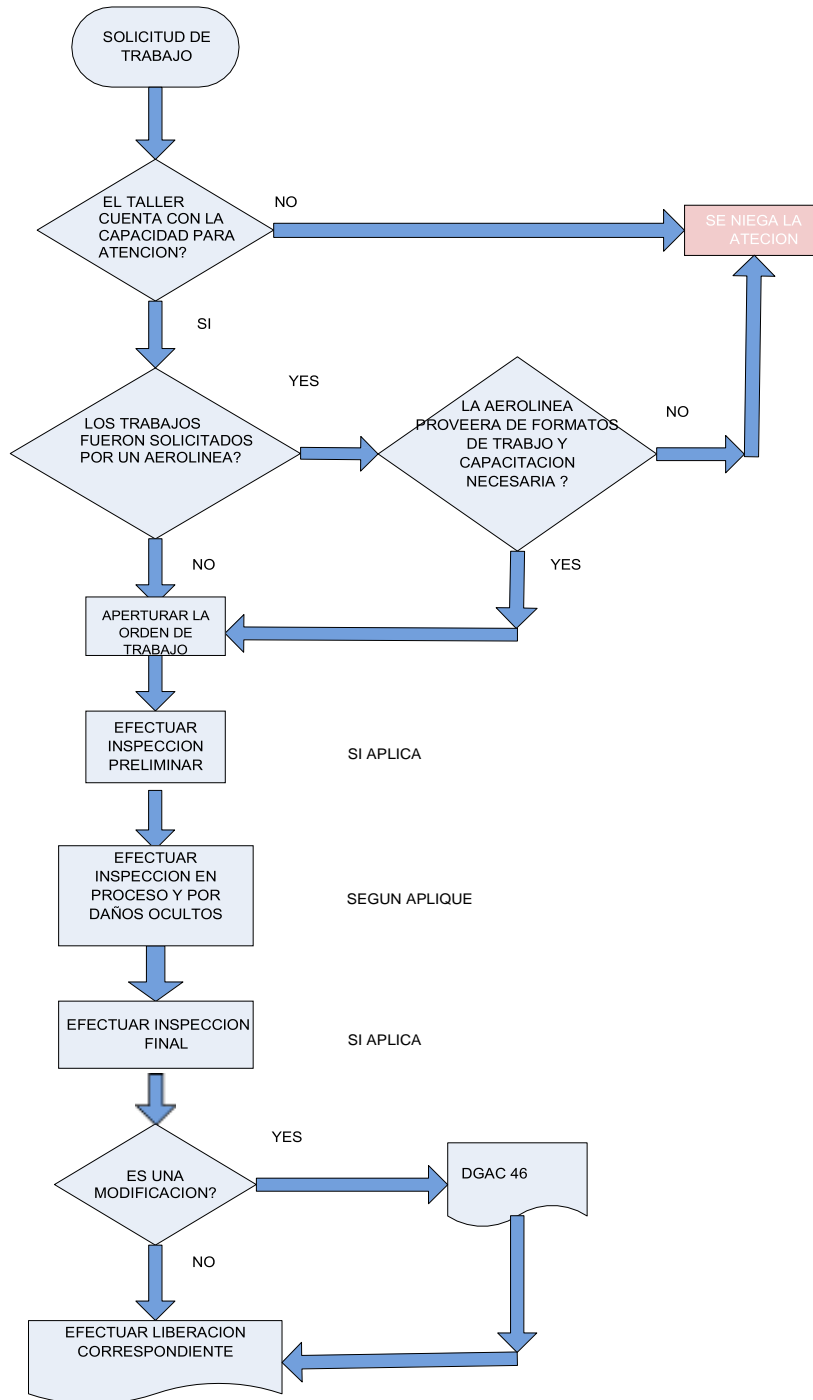 SOLICITUD DE
TRABAJO
EL TALLER
CUENTA CON LA
CAPACIDAD PARA
ATENCION?
NO
SE NIEGA LA
ATECION
SI
YES
LOS TRABAJOS
FUERON SOLICITADOS
POR UN AEROLINEA?
LA AEROLINEA
PROVEERA DE FORMATOS
DE TRABJO Y
CAPACITACION
NECESARIA ?
NO
NO
YES
APERTURAR LA
ORDEN DE
TRABAJO
EFECTUAR
INSPECCION
PRELIMINAR
SI APLICA
EFECTUAR
INSPECCION EN
PROCESO Y POR
DAÑOS OCULTOS
SEGUN APLIQUE
EFECTUAR INSPECCION
FINAL
SI APLICA
YES
ES UNA
MODIFICACION?
DGAC 46
NO
EFECTUAR LIBERACION
CORRESPONDIENTE